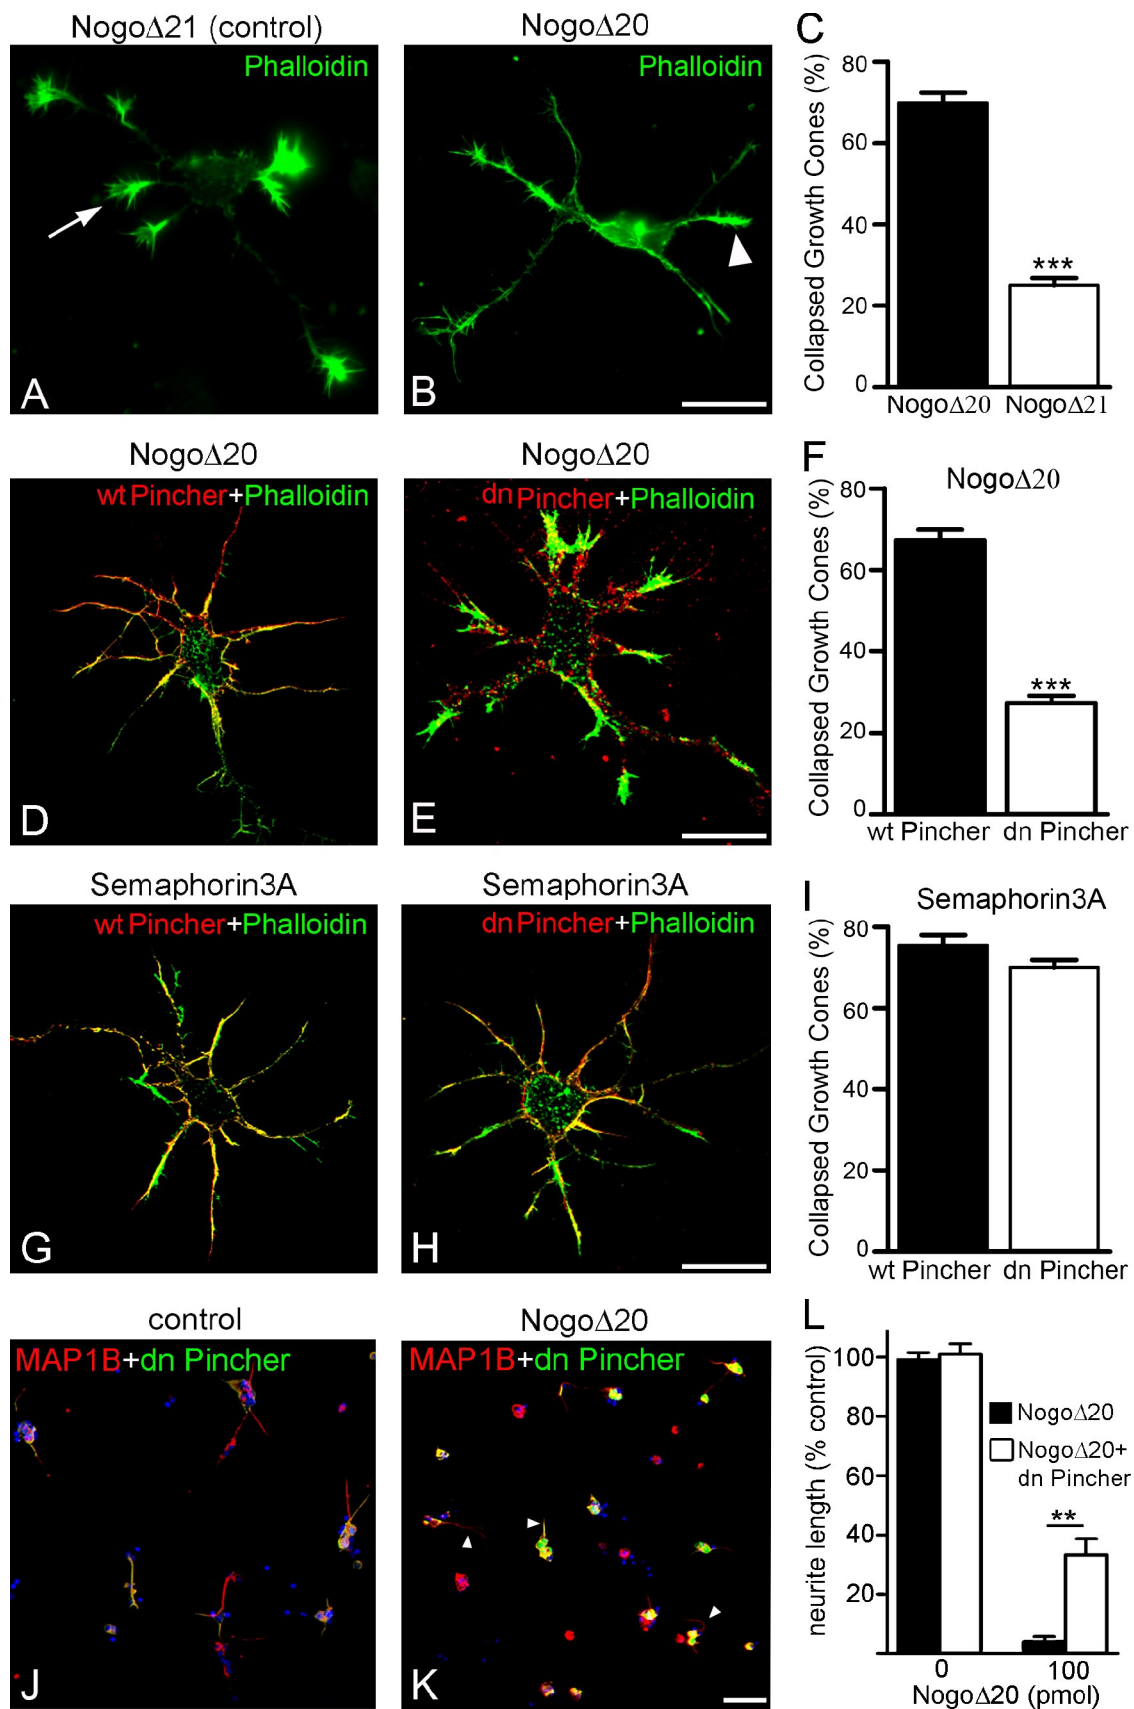 NogoΔ21 (control)
Phalloidin
A
NogoΔ20
Phalloidin
B
C
Collapsed Growth Cones (%)
80
60
40
20
0
***
NogoΔ20 NogoΔ21
NogoΔ20
wt Pincher+Phalloidin
D
NogoΔ20
dn Pincher+Phalloidin
E
F
NogoΔ20
Collapsed Growth Cones (%)
80
60
40
20
0
***
wt Pincher dn Pincher
Semaphorin3A
wt Pincher+Phalloidin
G
Semaphorin3A
dn Pincher+Phalloidin
H
I
Semaphorin3A
Collapsed Growth Cones (%)
80
60
40
20
0
wt Pincher dn Pincher
control
MAP1B+dn Pincher
J
NogoΔ20
MAP1B+dn Pincher
K
L
neurite length (% control)
100
80
60
40
20
NogoΔ20
NogoΔ20+
dn Pincher
**
0 100
NogoΔ20 (pmol)